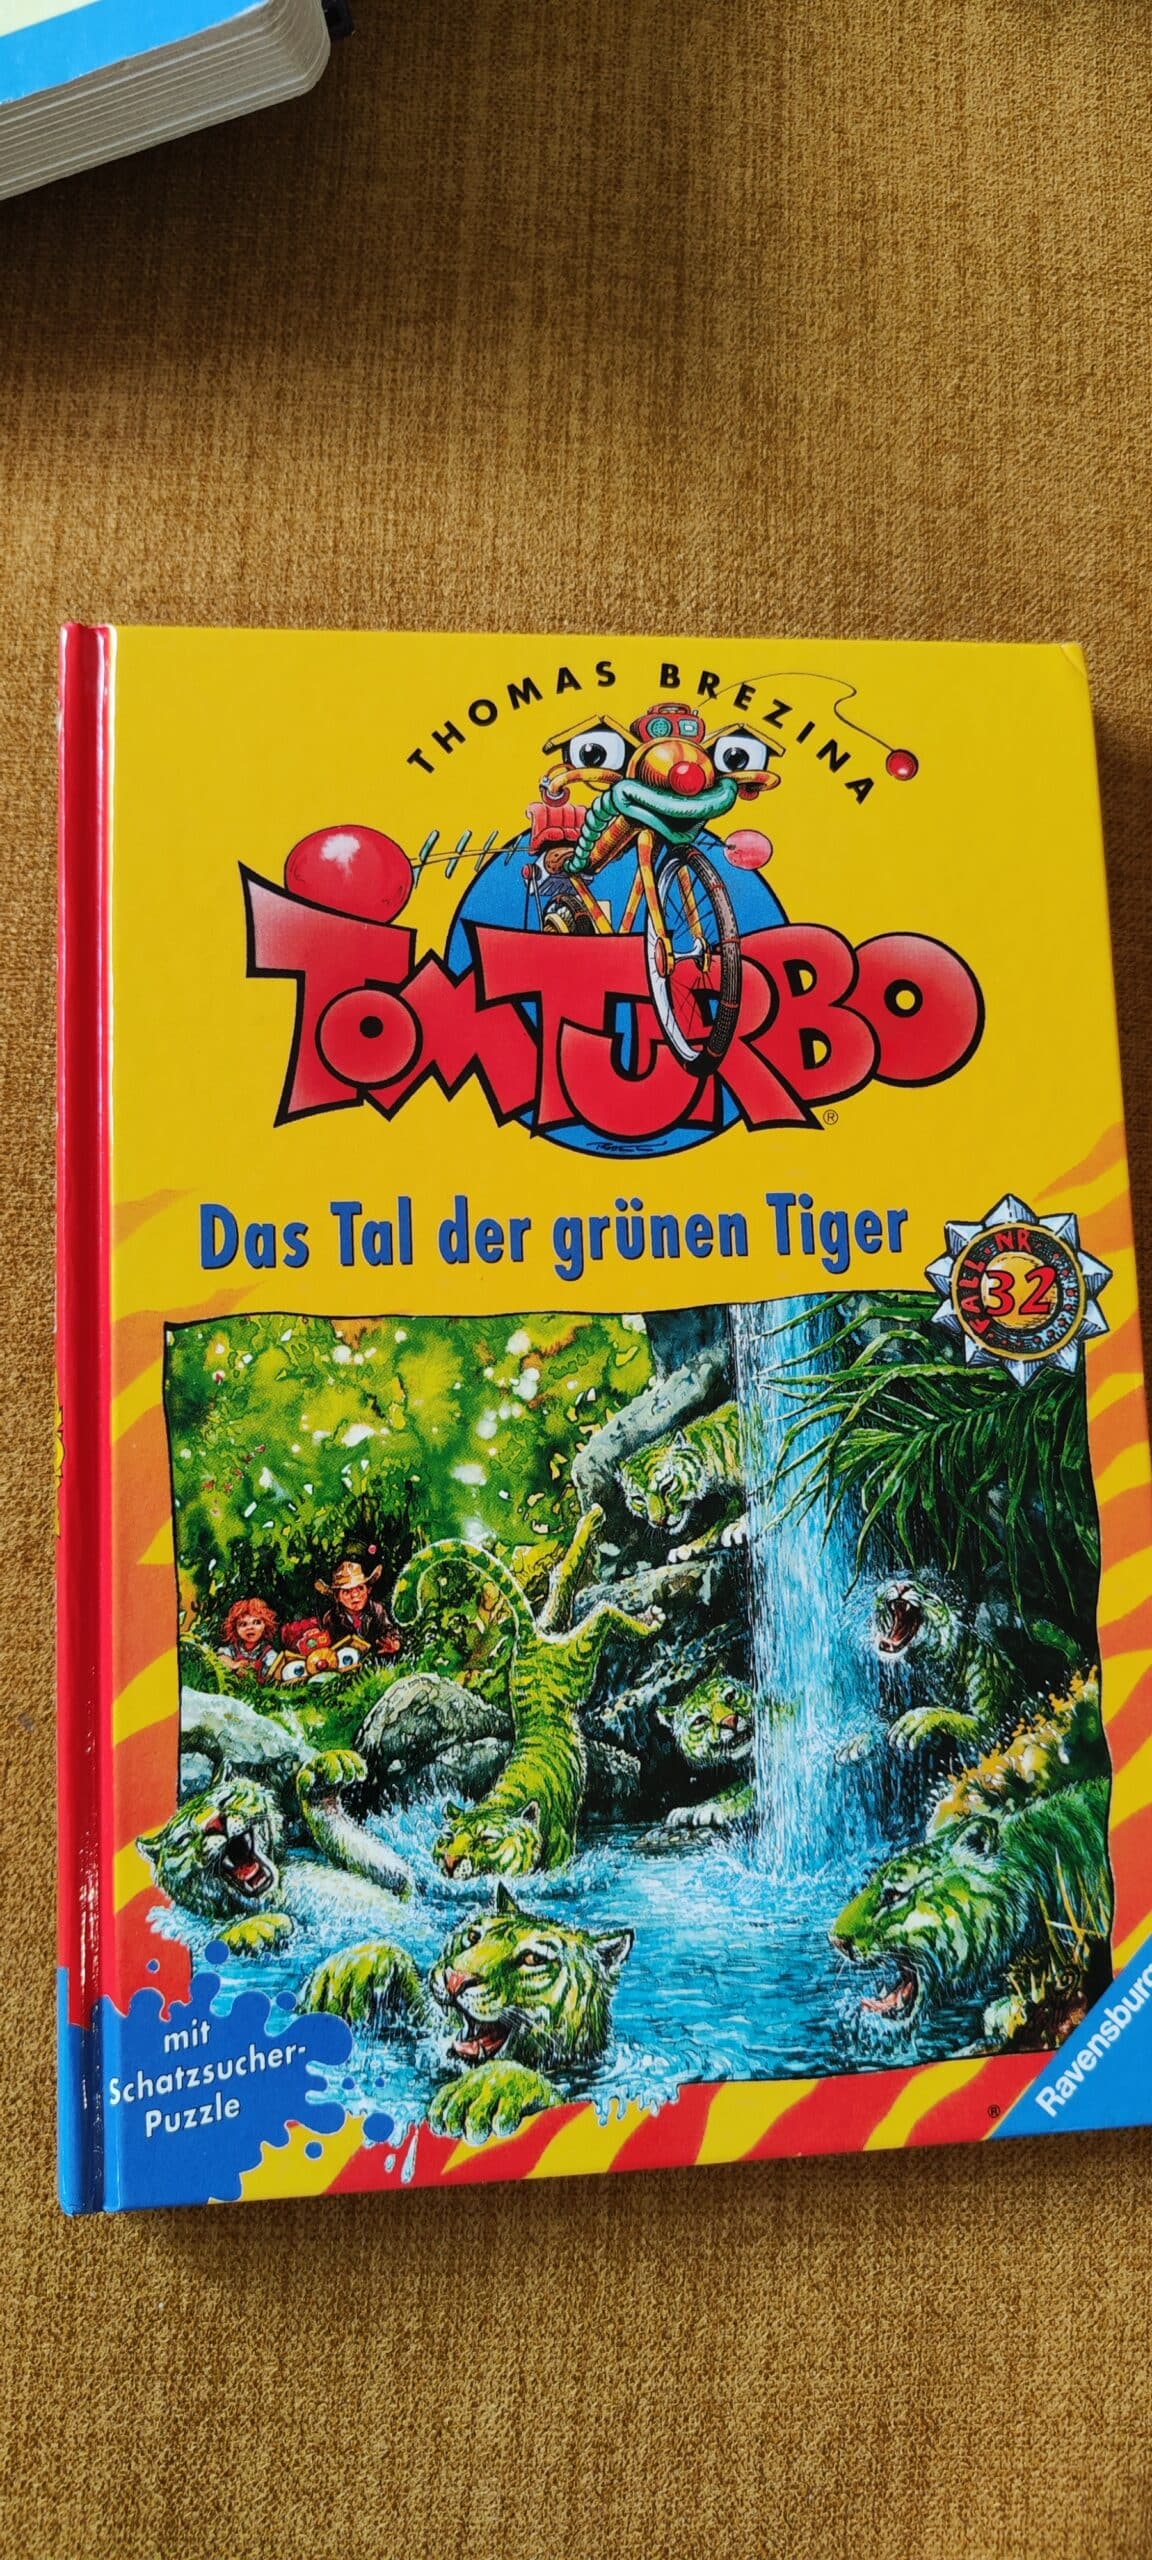 THOMAS BREZINA
TOM TURBO
®
Das Tal der grünen Tiger
FALL NR.
32
mit
Schatzsucher-
Puzzle
®
Ravensburg